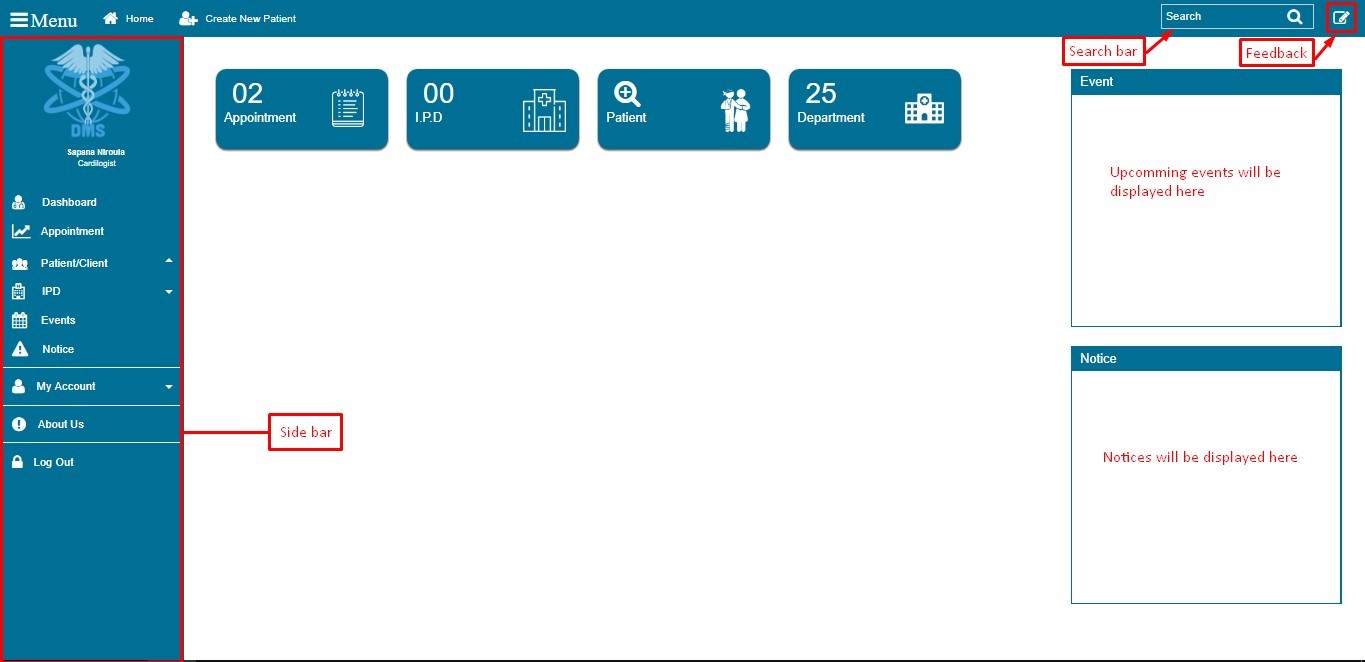 Menu
Home
Create New Patient
Search
Search bar
Feedback
DMS
Sapana Niroula
Cardilogist
Dashboard
Appointment
Patient/Client
IPD
Events
Notice
My Account
About Us
Log Out
Side bar
02
Appointment
00
I.P.D
Patient
25
Department
Event
Upcomming events will be
displayed here
Notice
Notices will be displayed here